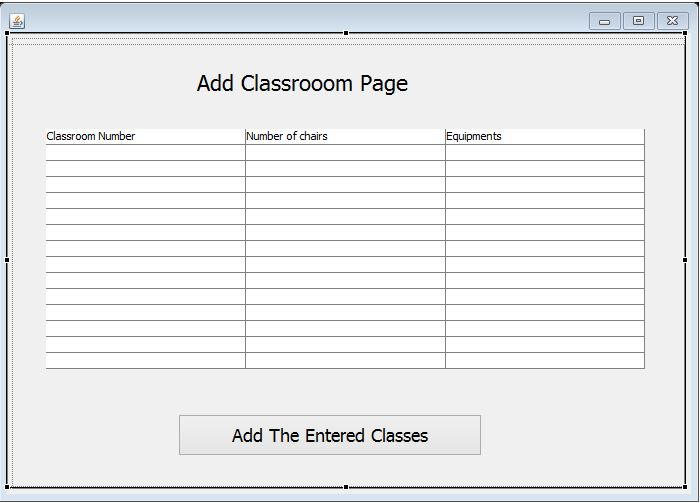 Add Classrooom Page
Classroom Number Number of chairs Equipments
Add The Entered Classes